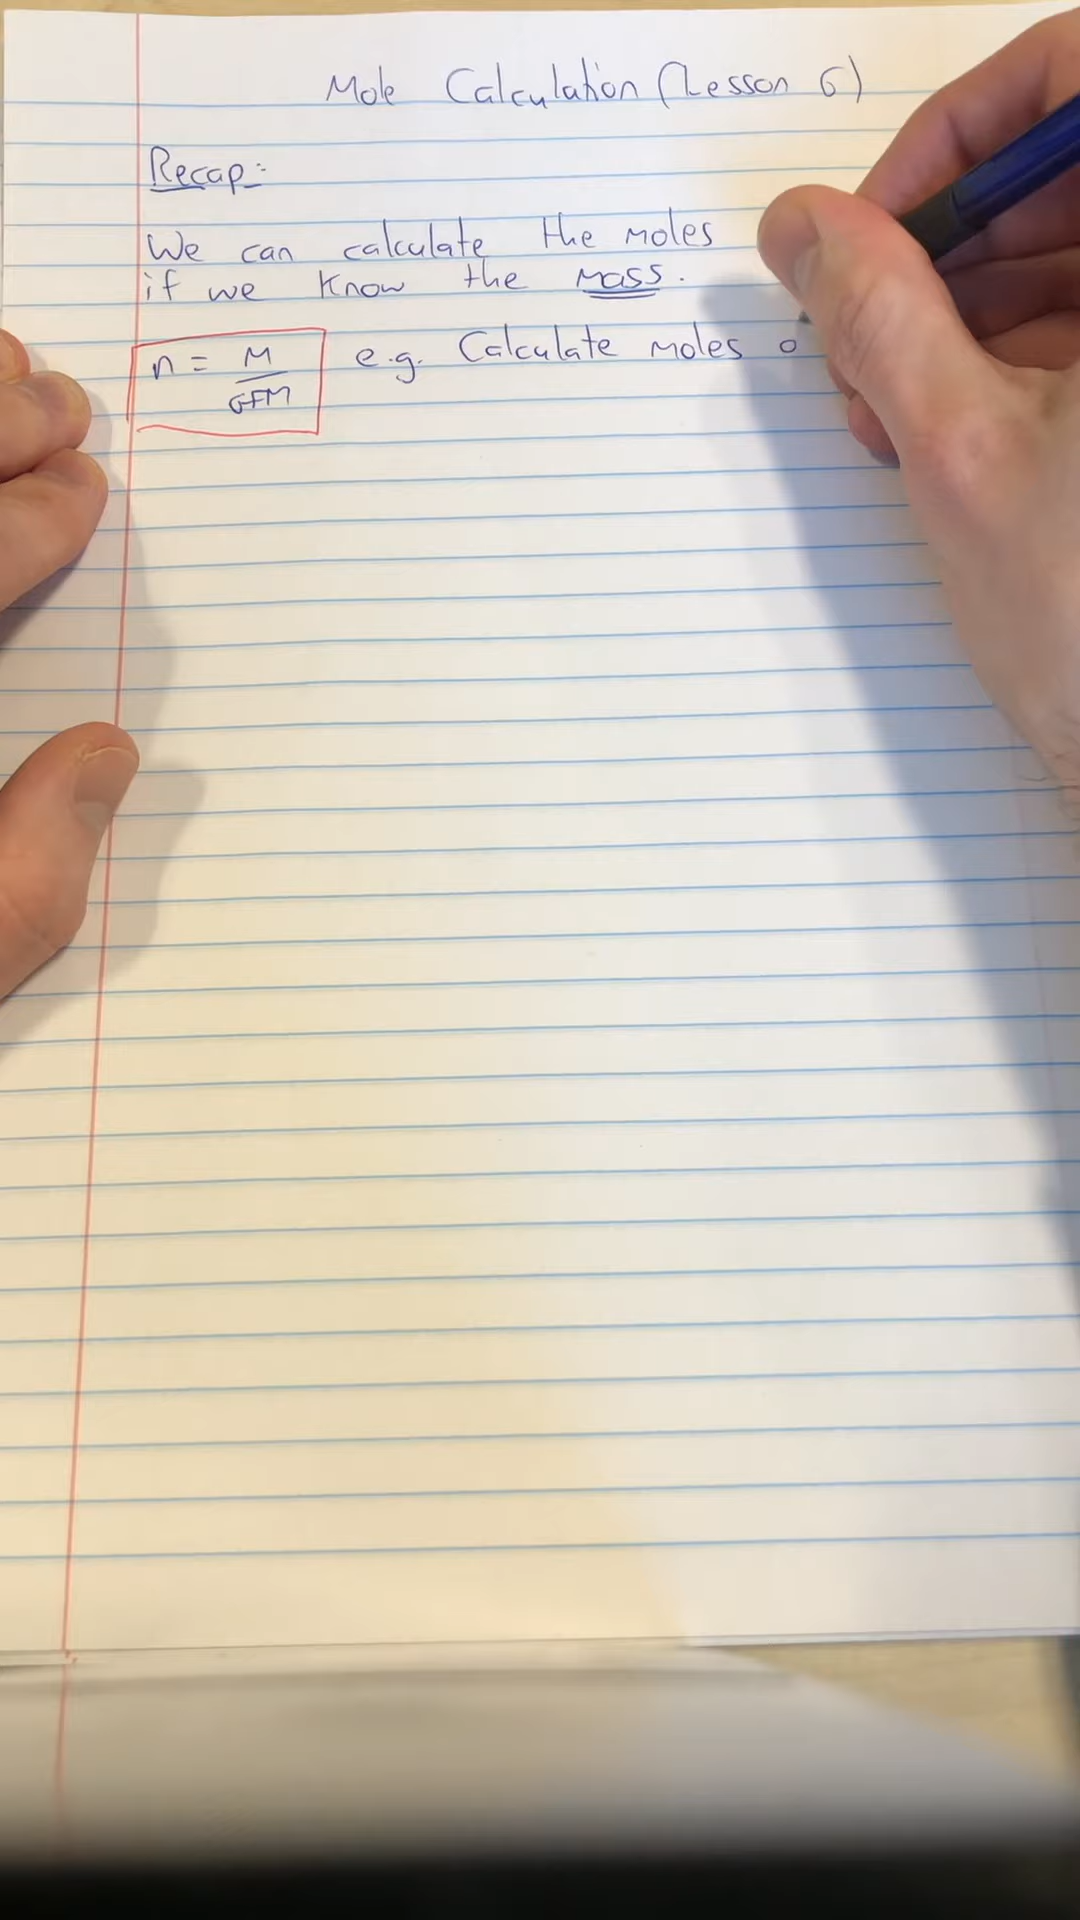 Mole Calculation (Lesson 6)
Recap:
We can calculate the moles
if we know the mass.
n = M
GFM
e.g. Calculate moles o